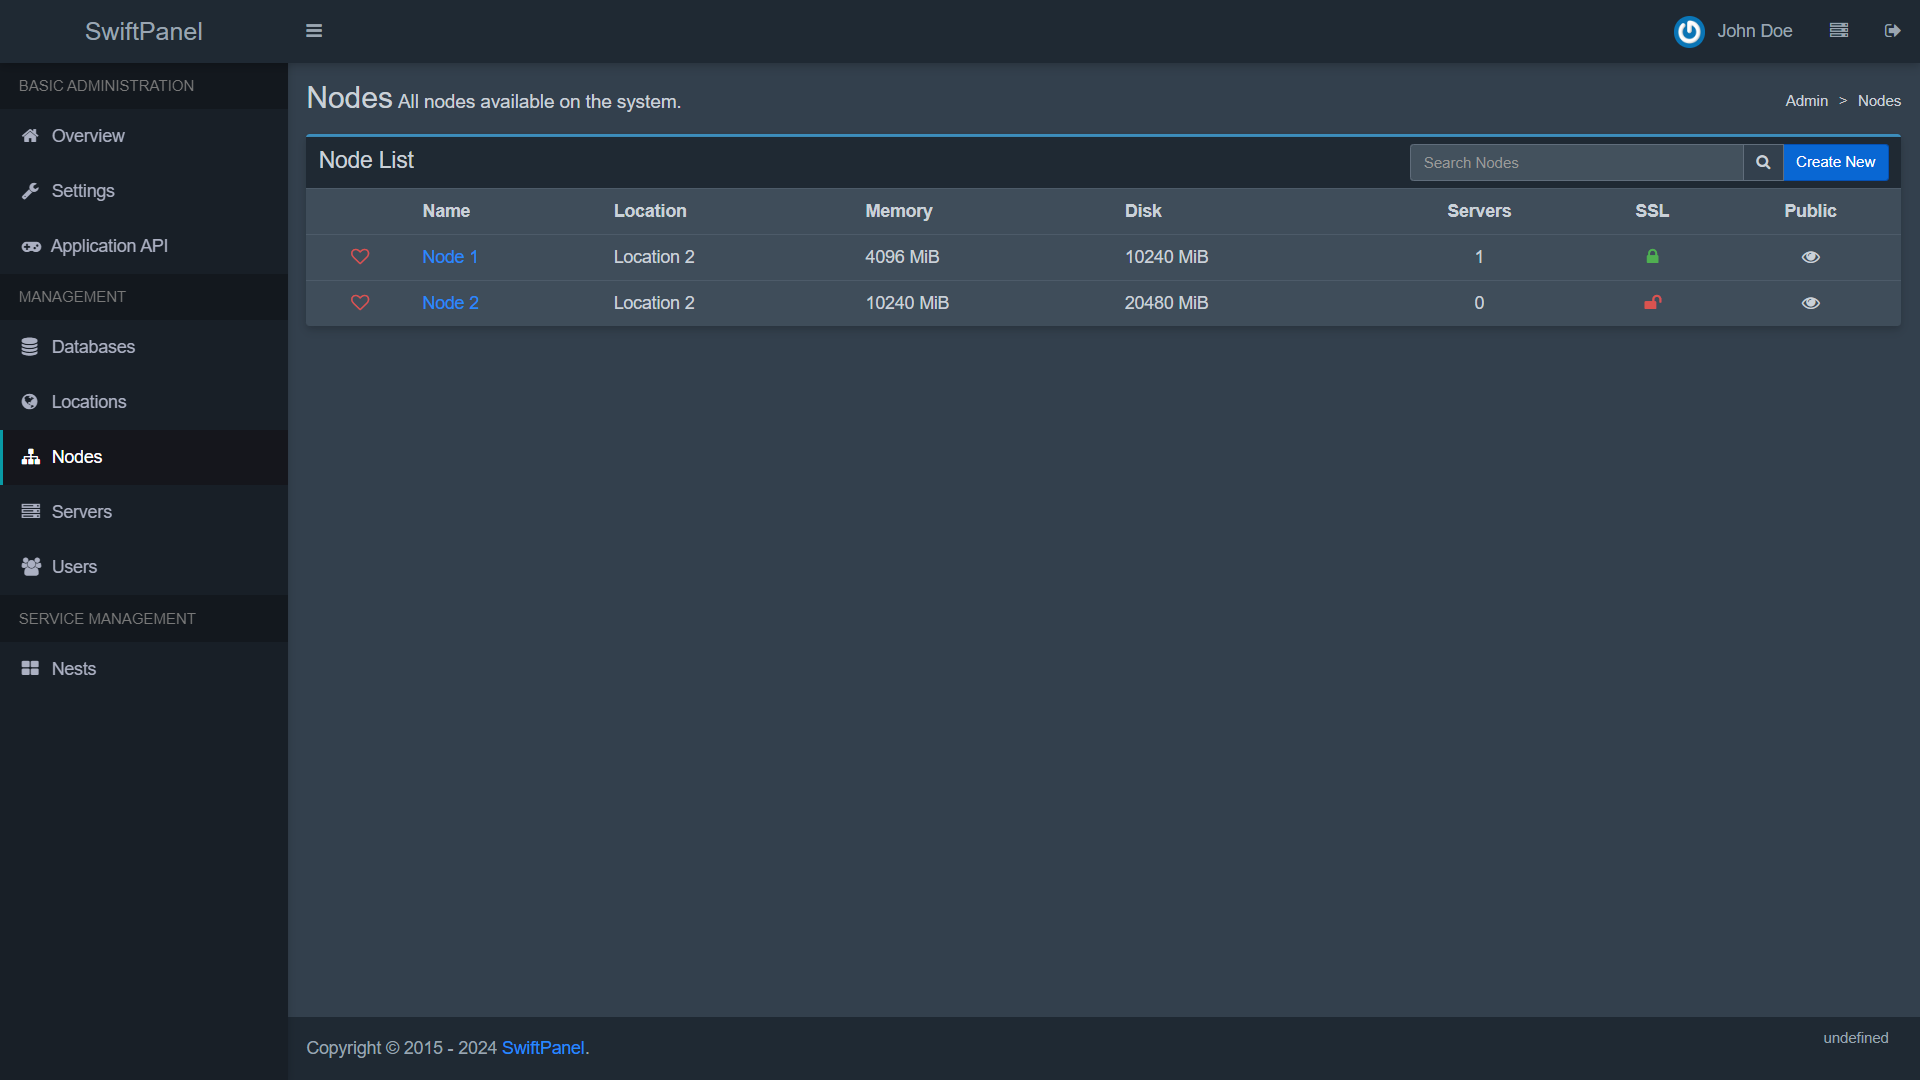 SwiftPanel
John Doe
BASIC ADMINISTRATION
Overview
Settings
Application API
MANAGEMENT
Databases
Locations
Nodes
Servers
Users
SERVICE MANAGEMENT
Nests
Nodes All nodes available on the system.
Admin > Nodes
Node List
Search Nodes
Create New
Name Location Memory Disk Servers SSL Public
Node 1 Location 2 4096 MiB 10240 MiB 1
Node 2 Location 2 10240 MiB 20480 MiB 0
Copyright © 2015 - 2024 SwiftPanel.
undefined